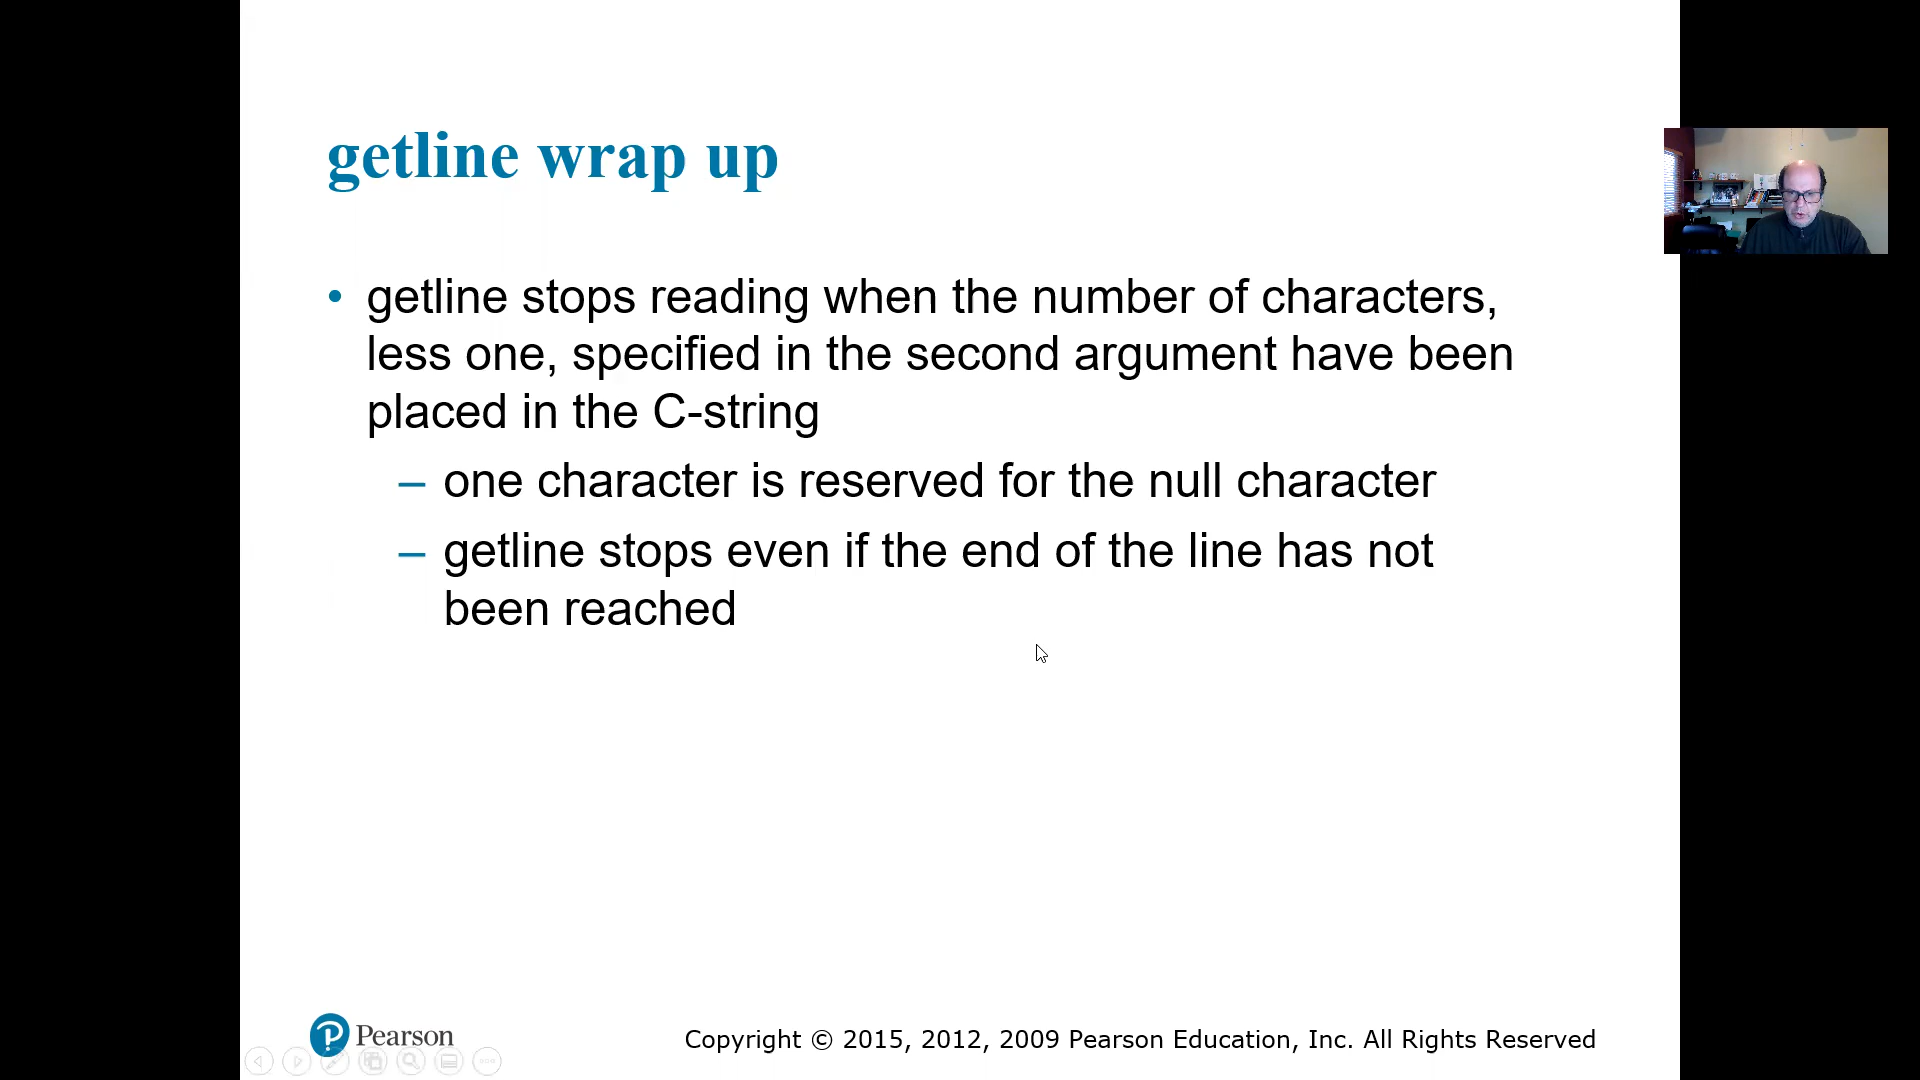 getline wrap up
• getline stops reading when the number of characters,
less one, specified in the second argument have been
placed in the C-string
– one character is reserved for the null character
– getline stops even if the end of the line has not
been reached
Pearson
Copyright © 2015, 2012, 2009 Pearson Education, Inc. All Rights Reserved